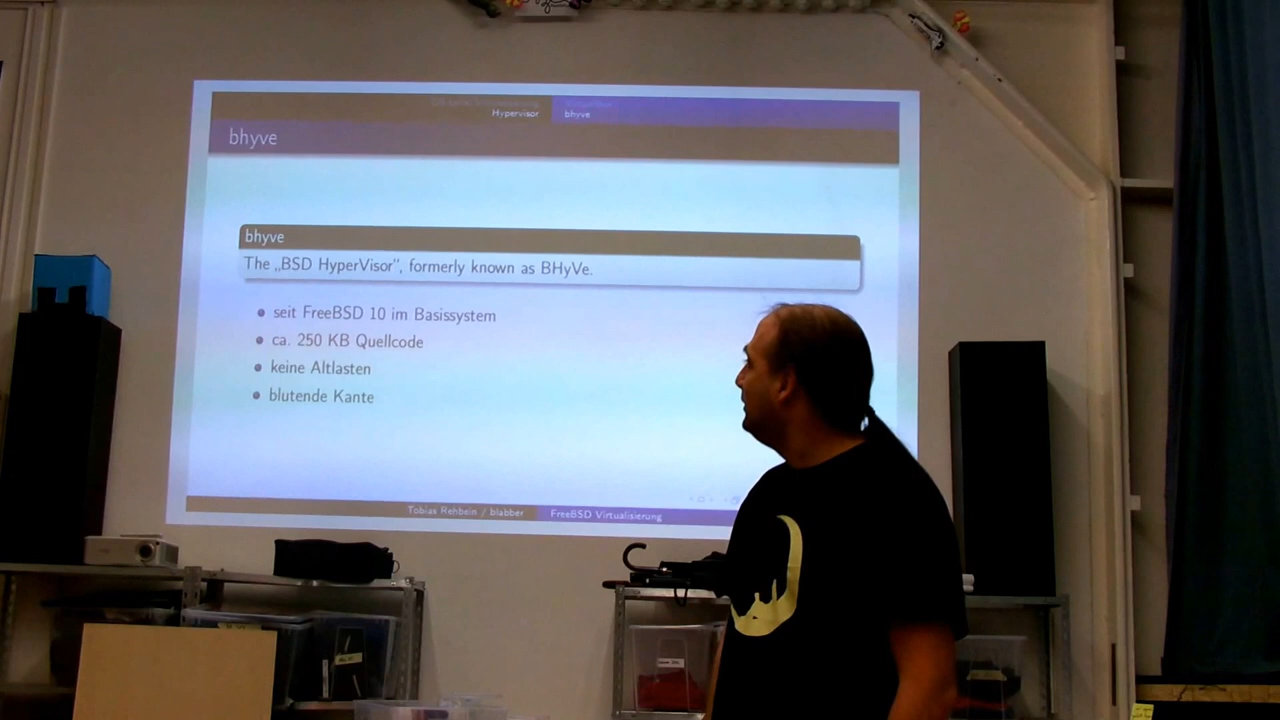 Hypervisor
bhyve
bhyve
bhyve
The „BSD HyperVisor“, formerly known as BHyVe.
seit FreeBSD 10 im Basissystem
ca. 250 KB Quellcode
keine Altlasten
blutende Kante
Tobias Rehbein / blabber
FreeBSD Virtualisierung